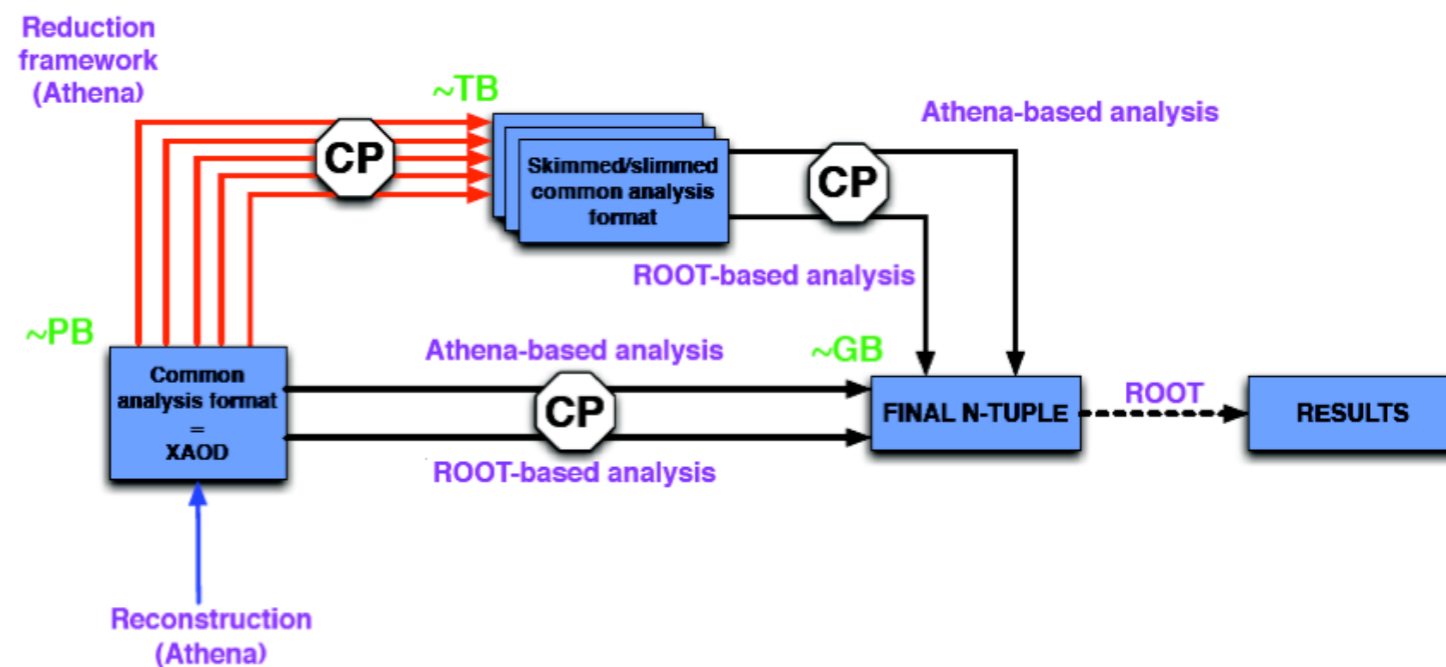 Reduction
framework
(Athena)
~TB
CP
Skimmed/slimmed
common analysis
format
CP
Athena-based analysis
ROOT-based analysis
~PB
Common
analysis format
=
XAOD
Athena-based analysis
CP
ROOT-based analysis
~GB
FINAL N-TUPLE
ROOT
RESULTS
Reconstruction
(Athena)